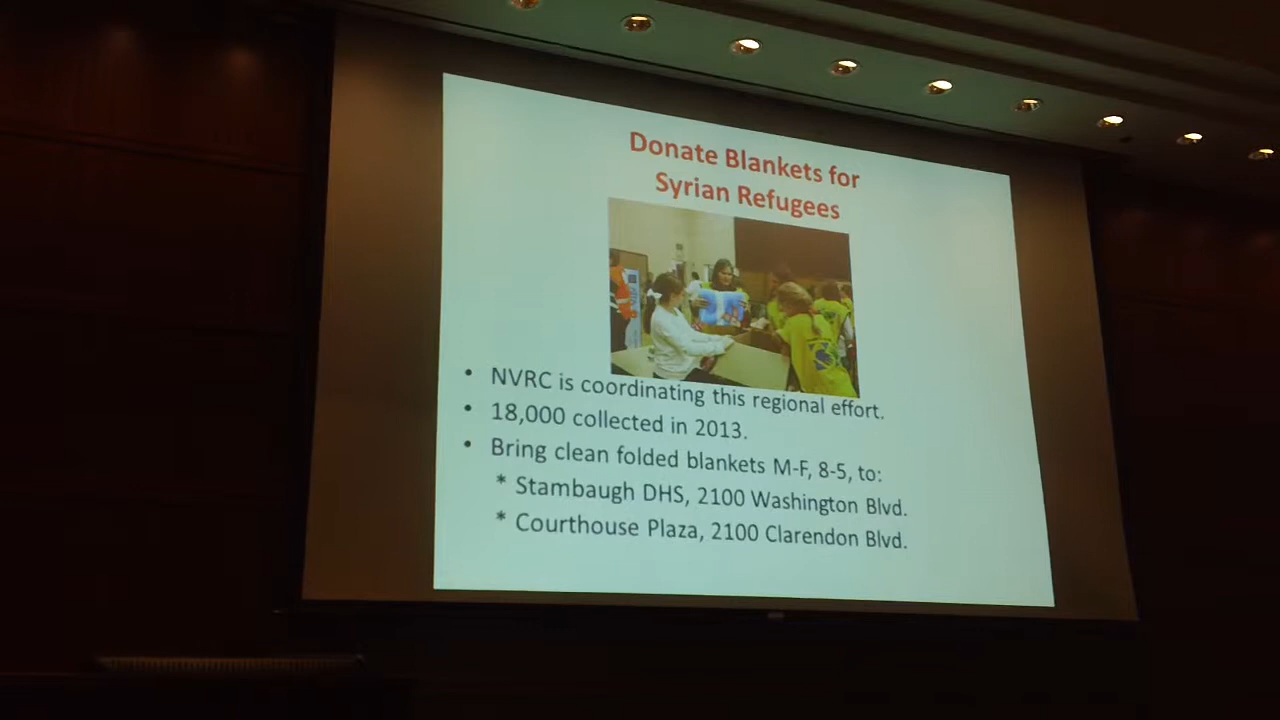 Donate Blankets for
Syrian Refugees
• NVRC is coordinating this regional effort.
• 18,000 collected in 2013.
• Bring clean folded blankets M-F, 8-5, to:
* Stambaugh DHS, 2100 Washington Blvd.
* Courthouse Plaza, 2100 Clarendon Blvd.